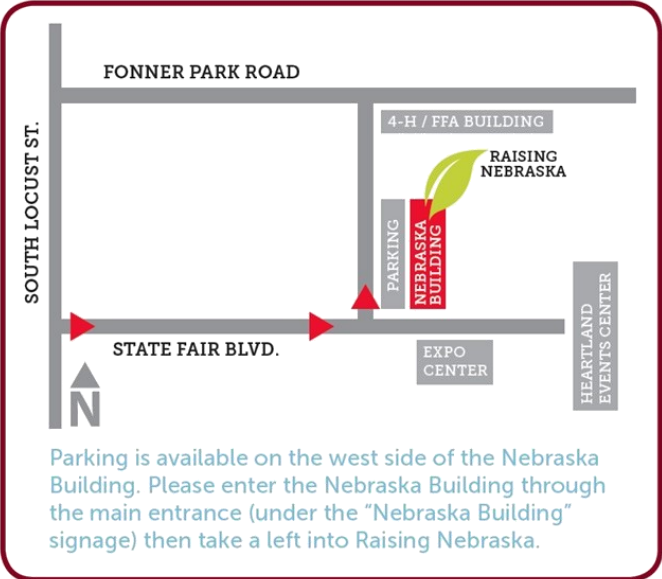 FONNER PARK ROAD
SOUTH LOCUST ST.
4-H / FFA BUILDING
RAISING
NEBRASKA
PARKING
NEBRASKA
BUILDING
STATE FAIR BLVD.
EXPO
CENTER
HEARTLAND
EVENTS CENTER
N
Parking is available on the west side of the Nebraska
Building. Please enter the Nebraska Building through
the main entrance (under the “Nebraska Building”
signage) then take a left into Raising Nebraska.